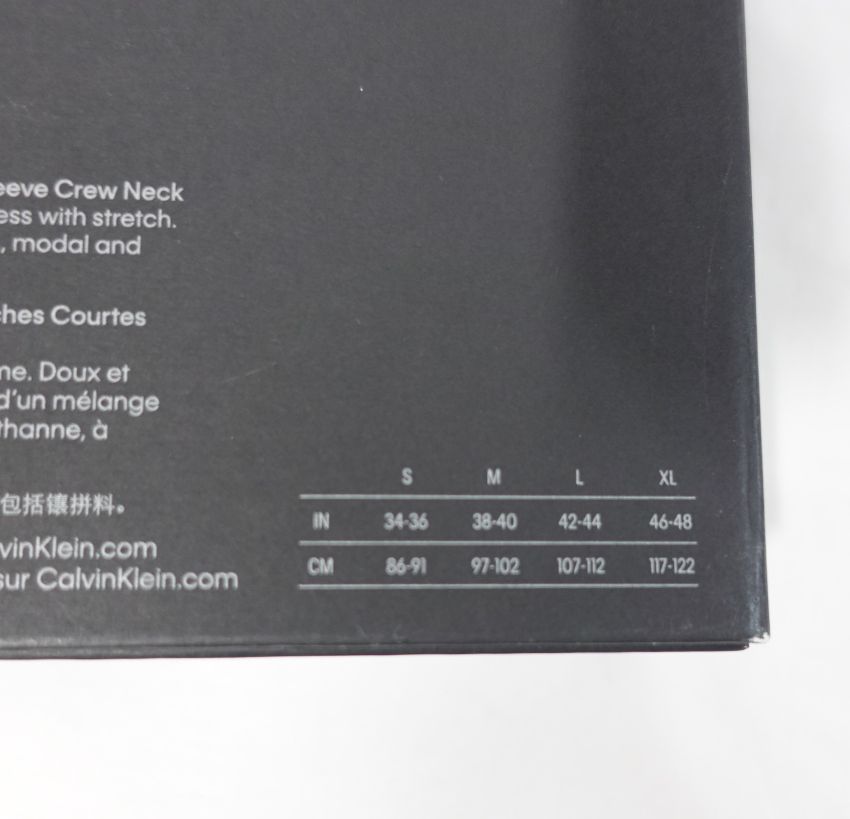 eeve Crew Neck
ess with stretch.
, modal and
ches Courtes
ne. Doux et
d'un mélange
thanne, à
包括镶拼料。
vinKlein.com
sur CalvinKlein.com
S M L XL
IN 34-36 38-40 42-44 46-48
CM 86-91 97-102 107-112 117-122